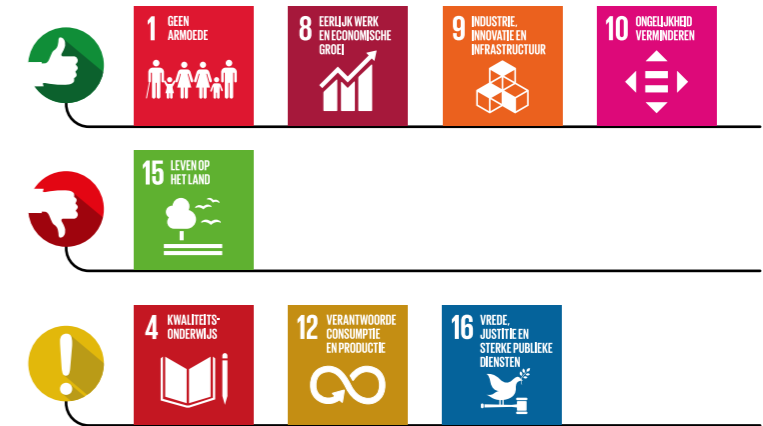 1 GEEN
ARMOEDE
8 EERLIJK WERK
EN ECONOMISCHE
GROEI
9 INDUSTRIE,
INNOVATIE EN
INFRASTRUCTUUR
10 ONGELIJKHEID
VERMINDEREN
15 LEVEN OP
HET LAND
4 KWALITEITS-
ONDERWIJS
12 VERANTWOORDE
CONSUMPTIE
EN PRODUCTIE
16 VREDE,
JUSTITIE EN
STERKE PUBLIEKE
DIENSTEN